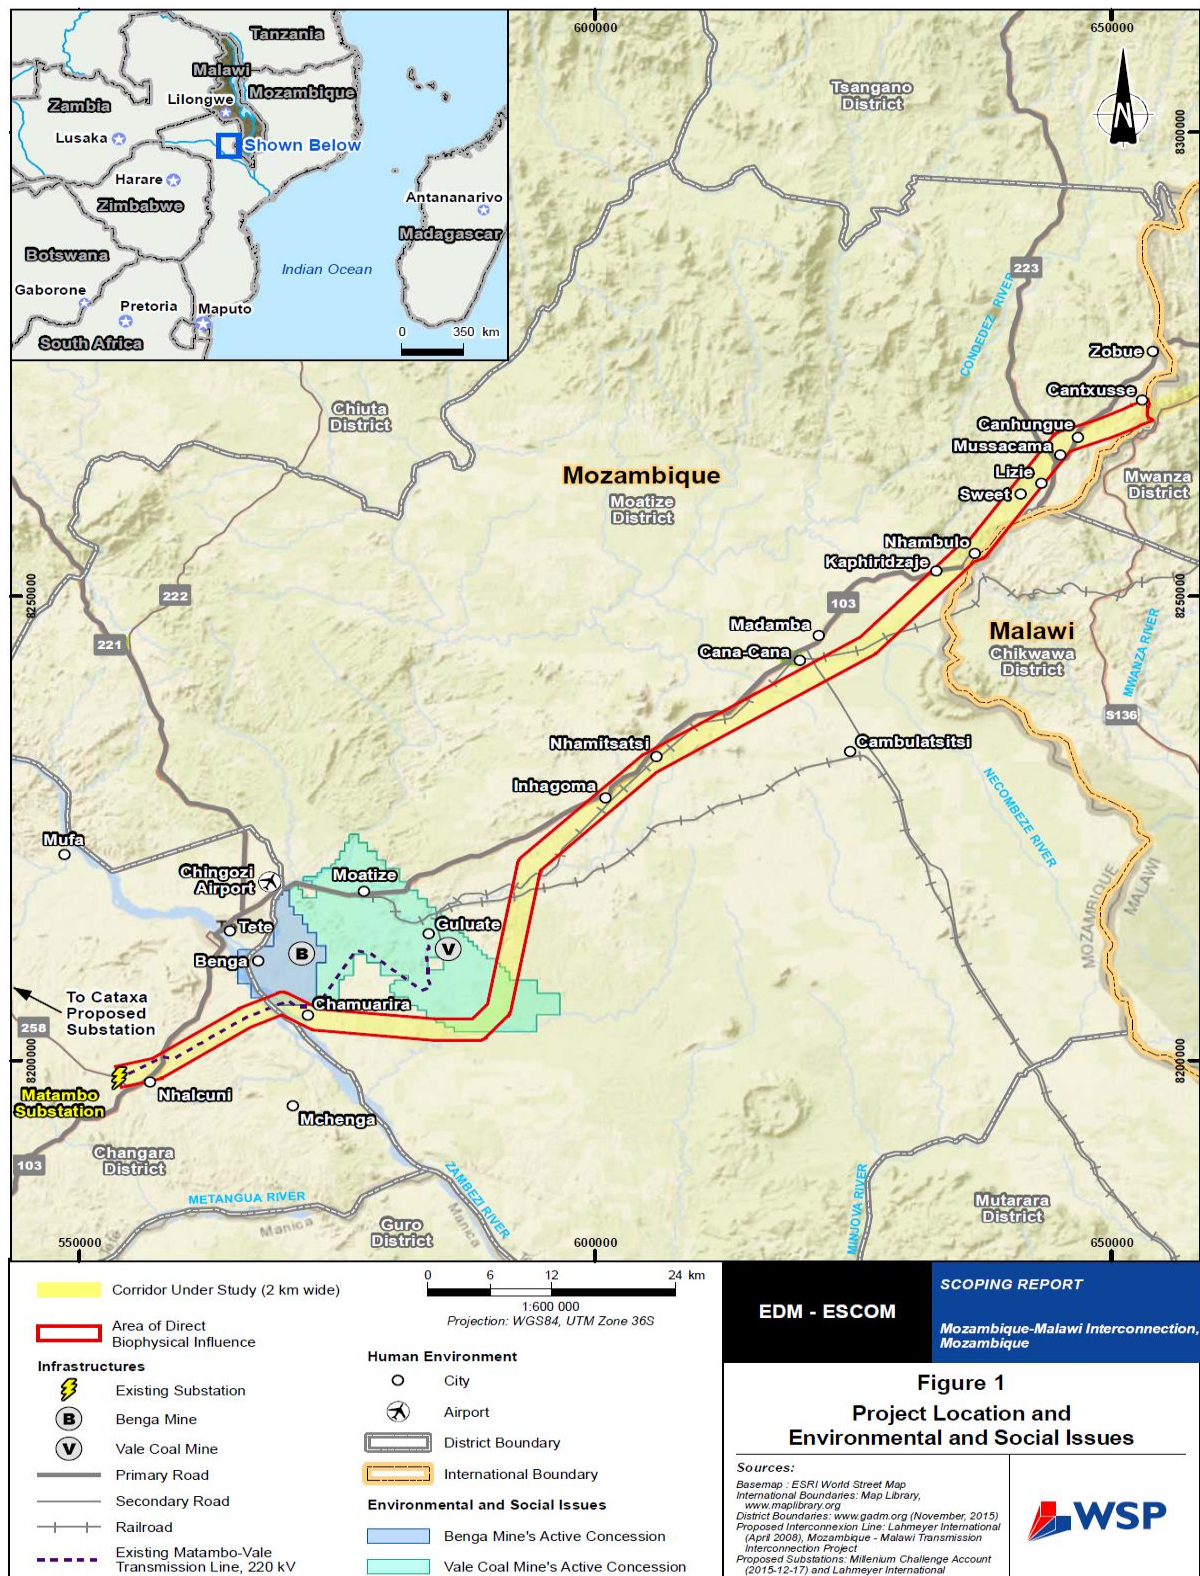 600000
650000
Tanzania
Malawi
Mozambique
Zambia
Lilongwe
Lusaka
Shown Below
Harare
Zimbabwe
Antananarivo
Madagascar
Botswana
Indian Ocean
Gaborone
Pretoria
Maputo
South Africa
0 350 km
Tsangano
District
N
8300000
8300000
223
CONDEDEZ RIVER
Zobue
Cantxusse
Chiuta
District
Canhungue
Mussacama
Mozambique
Moatize
District
Lizie
Sweet
Mwanza
District
Nhambulo
Kaphiridzaje
8250000
8250000
222
103
221
Madamba
Malawi
Chikwawa
District
Cana-Cana
MWANZA RIVER
S136
Nhamitsatsi
Cambulatsitsi
Inhagoma
NECOMBEZE RIVER
Mufa
Chingozi
Airport
Moatize
MOZAMBIQUE
MALAWI
Tete
Guluate
Benga
B
V
To Cataxa
Proposed
Substation
Chamuarira
258
8200000
8200000
Matambo
Substation
Nhalcuni
Mchenga
Changara
District
103
METANGUA RIVER
ZAMBEZI RIVER
MINJOVA RIVER
Mutarara
District
Manica
Guro
District
Manica
550000
600000
650000
Corridor Under Study (2 km wide)
Area of Direct
Biophysical Influence
Infrastructures
Existing Substation
B Benga Mine
V Vale Coal Mine
Primary Road
Secondary Road
Railroad
Existing Matambo-Vale
Transmission Line, 220 kV
0 6 12 24 km
1:600 000
Projection: WGS84, UTM Zone 36S
Human Environment
City
Airport
District Boundary
International Boundary
Environmental and Social Issues
Benga Mine's Active Concession
Vale Coal Mine's Active Concession
EDM - ESCOM
SCOPING REPORT
Mozambique-Malawi Interconnection,
Mozambique
Figure 1
Project Location and
Environmental and Social Issues
Sources:
Basemap : ESRI World Street Map
International Boundaries: Map Library,
www.maplibrary.org
District Boundaries: www.gadm.org (November, 2015)
Proposed Interconnexion Line: Lahmeyer International
(April 2008), Mozambique - Malawi Transmission
Interconnection Project
Proposed Substations: Millenium Challenge Account
(2015-12-17) and Lahmeyer International
WSP